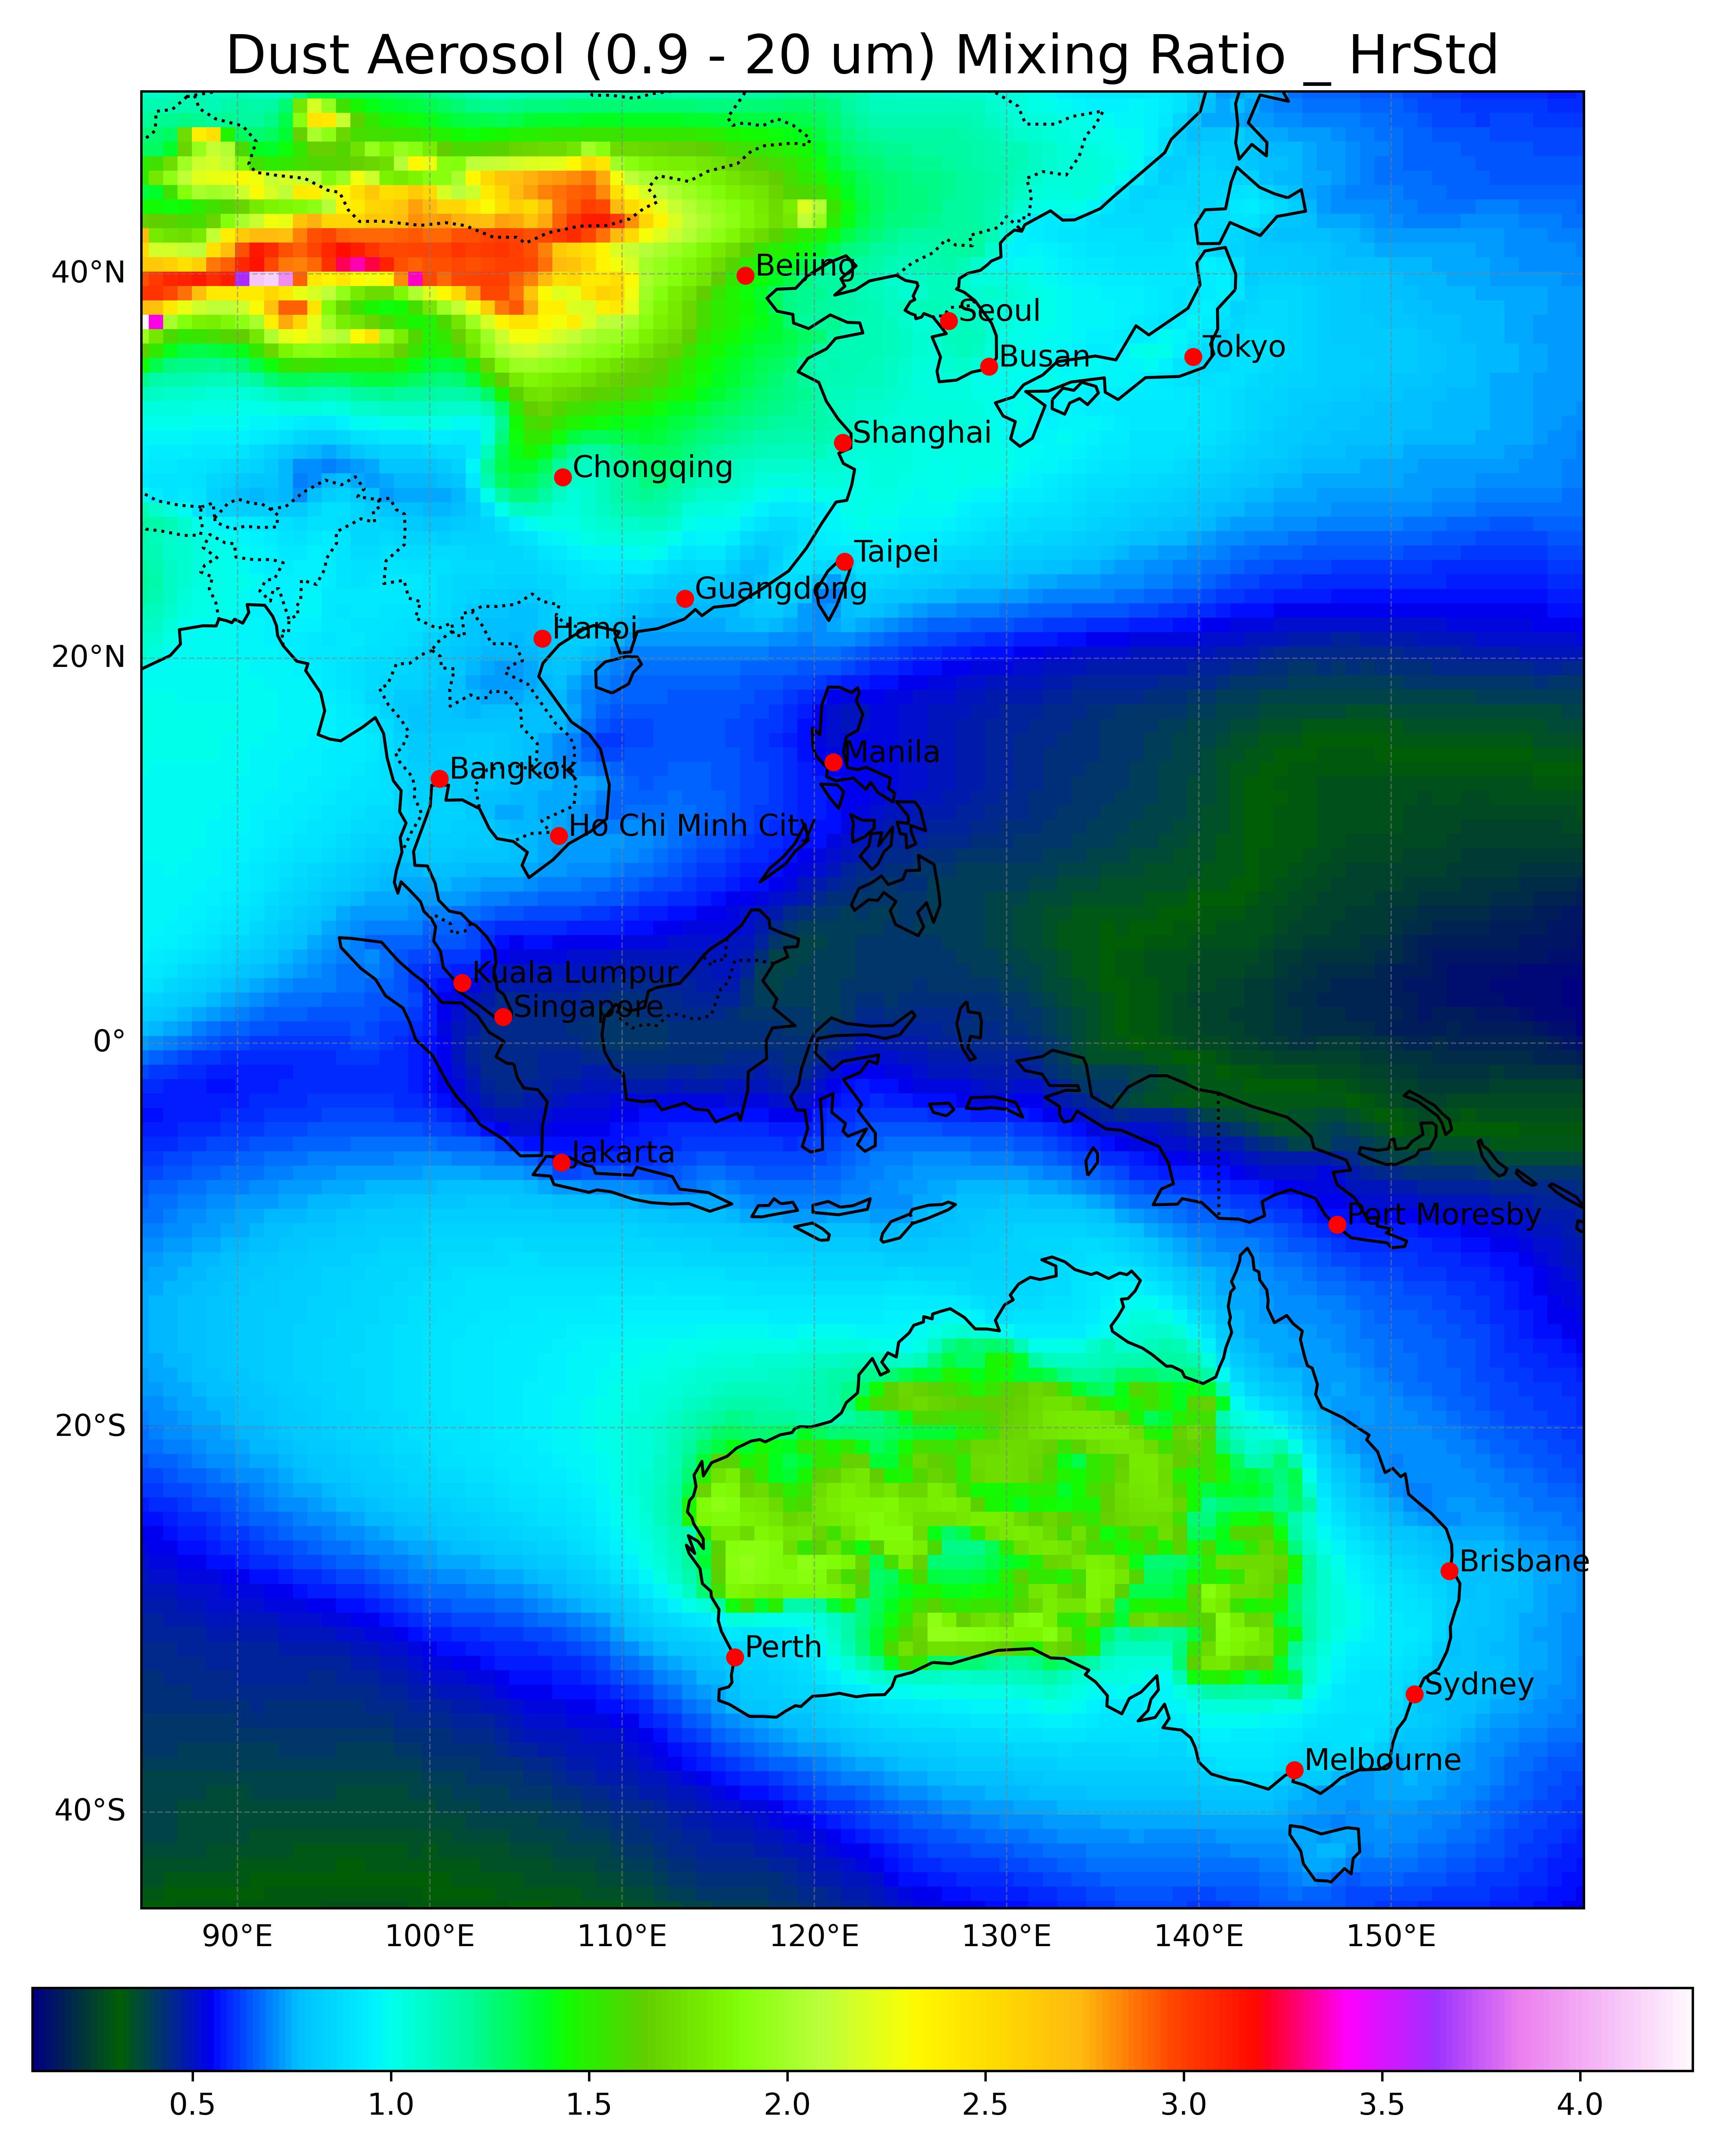 Dust Aerosol (0.9 - 20 um) Mixing Ratio _ HrStd
40°N
Beijing
Seoul
Tokyo
Busan
Shanghai
Chongqing
Taipei
Guangdong
Hanoi
20°N
Manila
Bangkok
Ho Chi Minh City
Kuala Lumpur
Singapore
0°
Jakarta
Port Moresby
20°S
Brisbane
Perth
Sydney
Melbourne
40°S
90°E 100°E 110°E 120°E 130°E 140°E 150°E
0.5 1.0 1.5 2.0 2.5 3.0 3.5 4.0